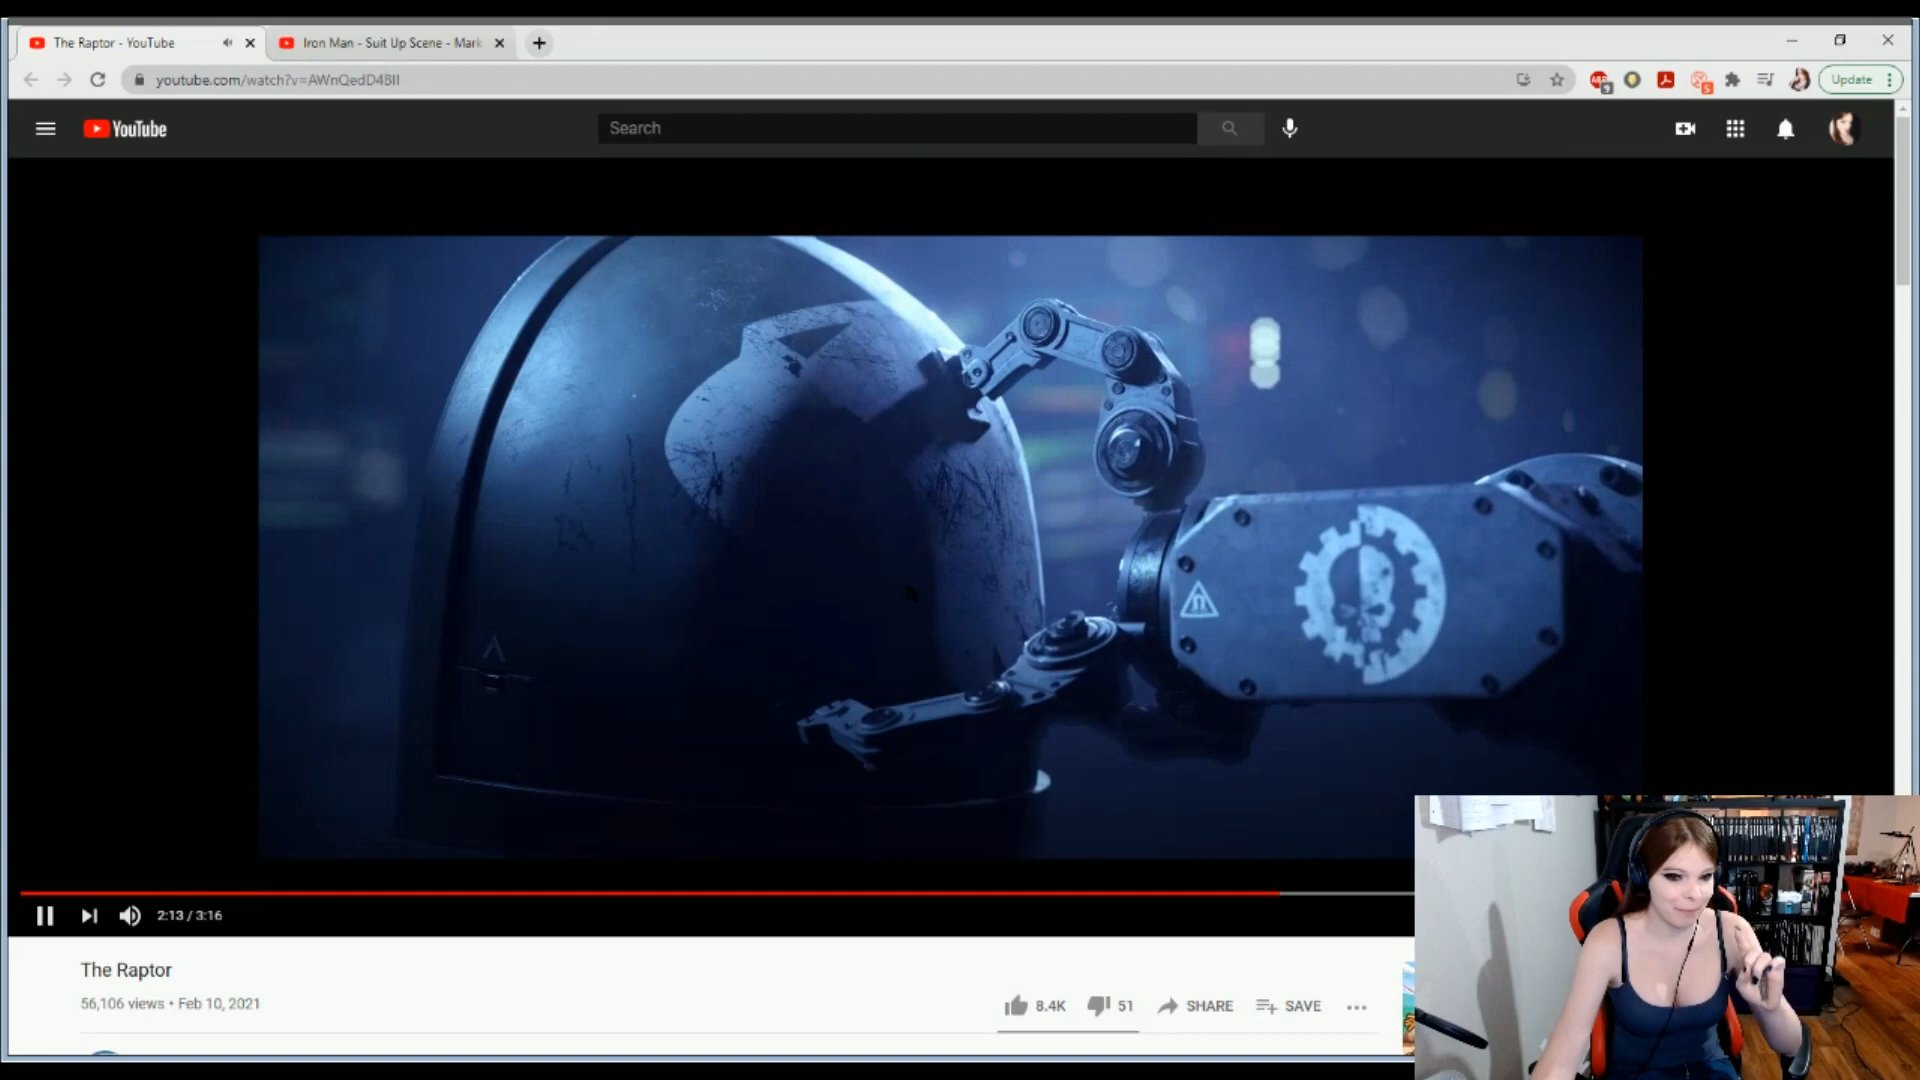 The Raptor - YouTube
Iron Man - Suit Up Scene - Mark
youtube.com/watch?v=AWnQedD4BII
Update
YouTube
Search
2:13 / 3:16
The Raptor
56,106 views • Feb 10, 2021
8.4K
51
SHARE
SAVE